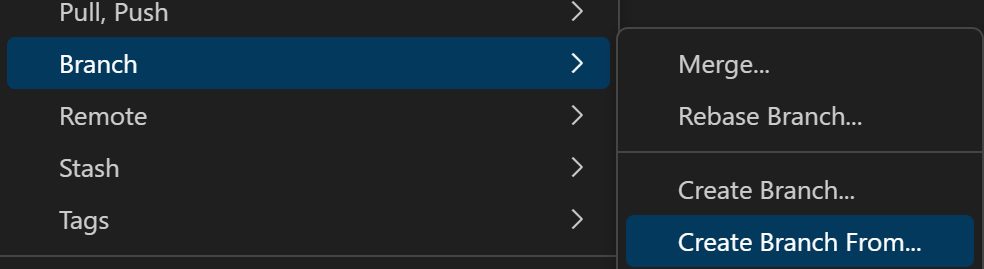 Pull, Push
Branch
Remote
Stash
Tags
Merge...
Rebase Branch...
Create Branch...
Create Branch From...